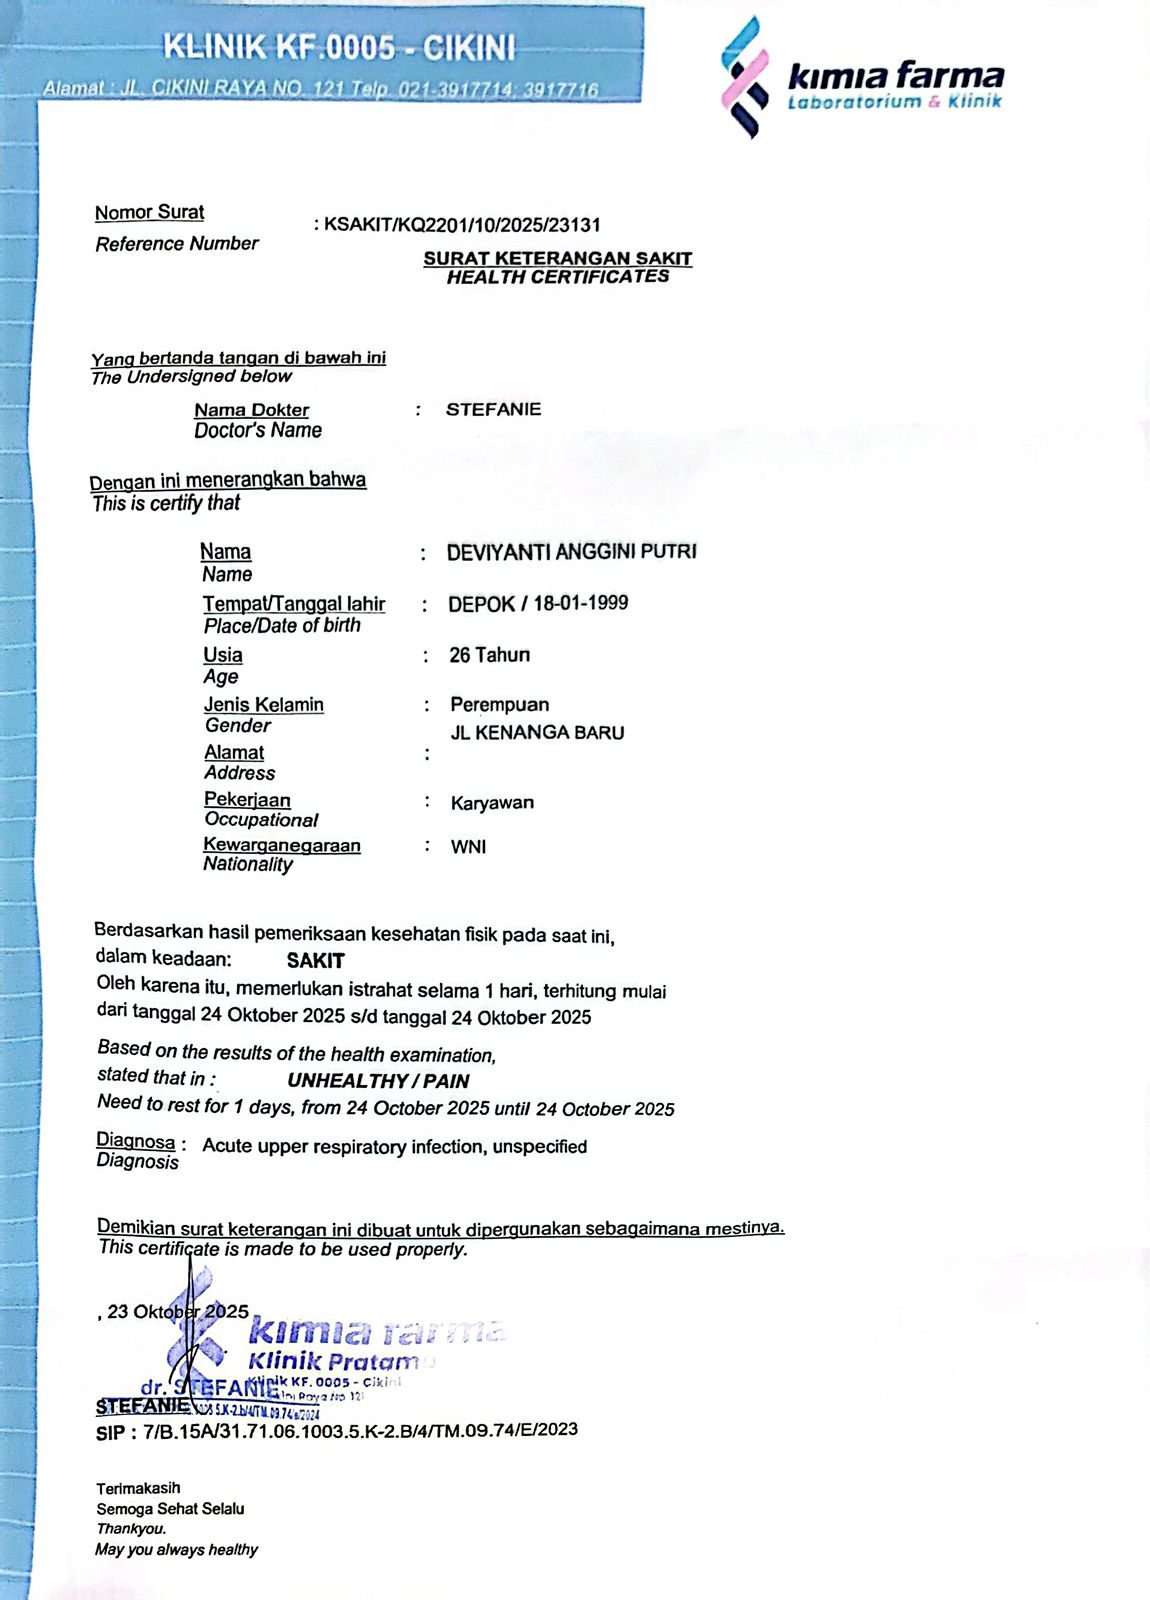 KLINIK KF.0005 - CIKINI
Alamat : JL. CIKINI RAYA NO. 121 Telp. 021-3917714; 3917716
kimia farma
Laboratorium & Klinik
Nomor Surat
: KSAKIT/KQ2201/10/2025/23131
Reference Number
SURAT KETERANGAN SAKIT
HEALTH CERTIFICATES
Yang bertanda tangan di bawah ini
The Undersigned below
Nama Dokter : STEFANIE
Doctor's Name
Dengan ini menerangkan bahwa
This is certify that
Nama : DEVIYANTI ANGGINI PUTRI
Name
Tempat/Tanggal lahir : DEPOK / 18-01-1999
Place/Date of birth
Usia : 26 Tahun
Age
Jenis Kelamin : Perempuan
Gender
JL KENANGA BARU
Alamat :
Address
Pekerjaan : Karyawan
Occupational
Kewarganegaraan : WNI
Nationality
Berdasarkan hasil pemeriksaan kesehatan fisik pada saat ini,
dalam keadaan: SAKIT
Oleh karena itu, memerlukan istrahat selama 1 hari, terhitung mulai
dari tanggal 24 Oktober 2025 s/d tanggal 24 Oktober 2025
Based on the results of the health examination,
stated that in : UNHEALTHY / PAIN
Need to rest for 1 days, from 24 October 2025 until 24 October 2025
Diagnosa : Acute upper respiratory infection, unspecified
Diagnosis
Demikian surat keterangan ini dibuat untuk dipergunakan sebagaimana mestinya.
This certificate is made to be used properly.
, 23 Oktober 2025
kimia farma
Klinik Pratama
Klinik KF. 0005 - Cikini
Raya No 121
dr. STEFANIE
STEFANIE
5.K-2.b/4/TM.09.74/e/2024
SIP : 7/B.15A/31.71.06.1003.5.K-2.B/4/TM.09.74/E/2023
Terimakasih
Semoga Sehat Selalu
Thankyou.
May you always healthy